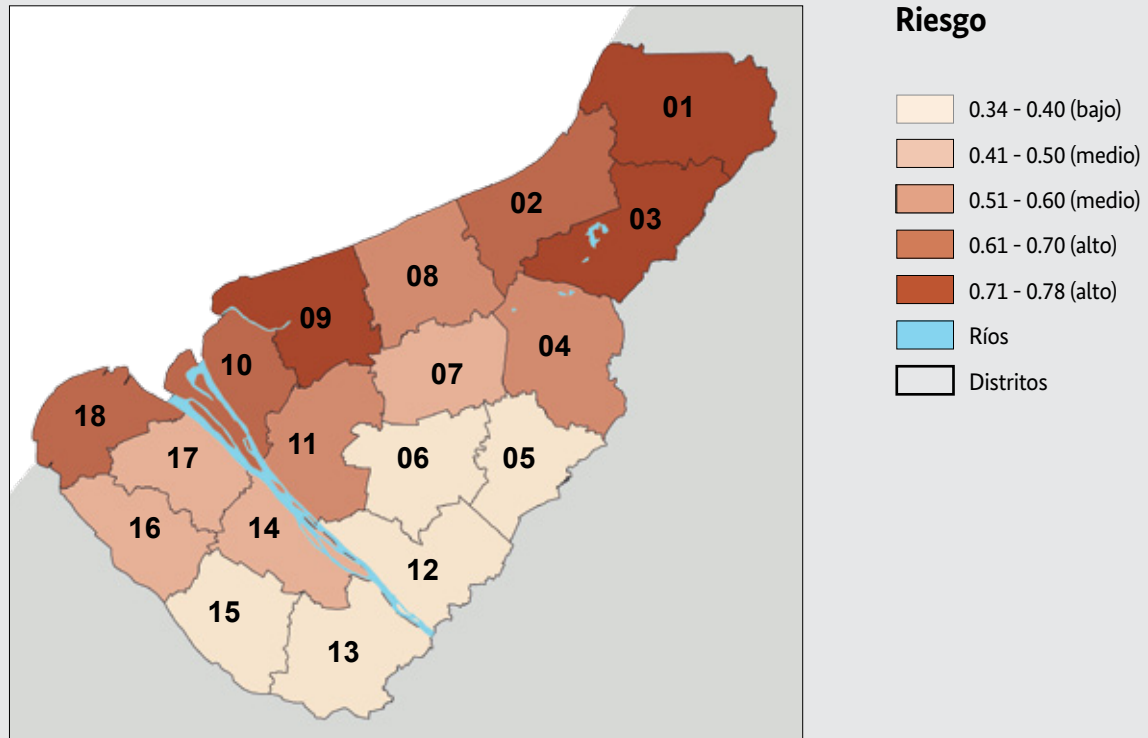 Riesgo
0.34 - 0.40 (bajo)
0.41 - 0.50 (medio)
0.51 - 0.60 (medio)
0.61 - 0.70 (alto)
0.71 - 0.78 (alto)
Ríos
Distritos
01
02
03
08
09
04
10
07
18
11
17
06
05
16
14
12
15
13